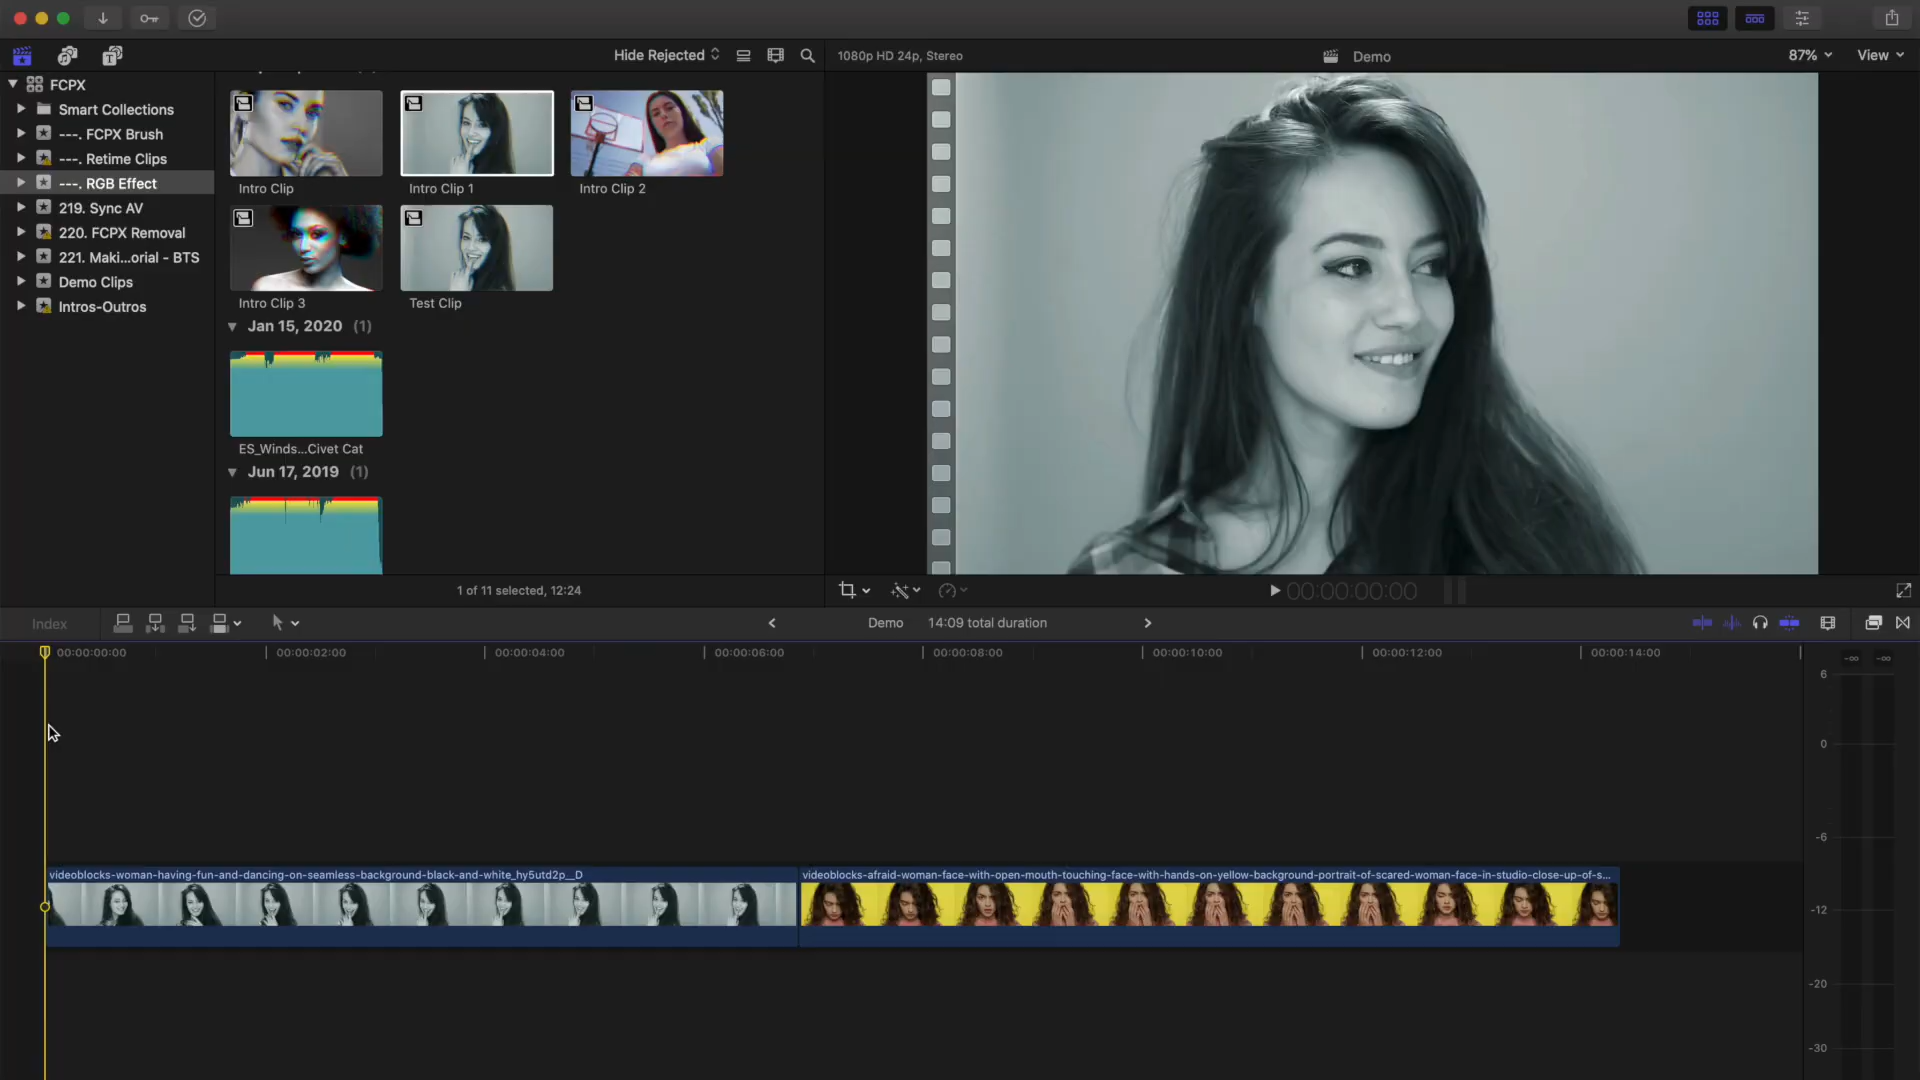 Hide Rejected
1080p HD 24p, Stereo
Demo
87%
View
FCPX
Smart Collections
---. FCPX Brush
---. Retime Clips
---. RGB Effect
219. Sync AV
220. FCPX Removal
221. Maki...orial - BTS
Demo Clips
Intros-Outros
Intro Clip
Intro Clip 1
Intro Clip 2
Intro Clip 3
Test Clip
Jan 15, 2020 (1)
ES_Winds...Civet Cat
Jun 17, 2019 (1)
1 of 11 selected, 12:24
00:00:00:00
Index
Demo
14:09 total duration
00:00:00:00
00:00:02:00
00:00:04:00
00:00:06:00
00:00:08:00
00:00:10:00
00:00:12:00
00:00:14:00
-∞ -∞
6
0
-6
-12
-20
-30
videoblocks-woman-having-fun-and-dancing-on-seamless-background-black-and-white_hy5utd2p__D
videoblocks-afraid-woman-face-with-open-mouth-touching-face-with-hands-on-yellow-background-portrait-of-scared-woman-face-in-studio-close-up-of-s...